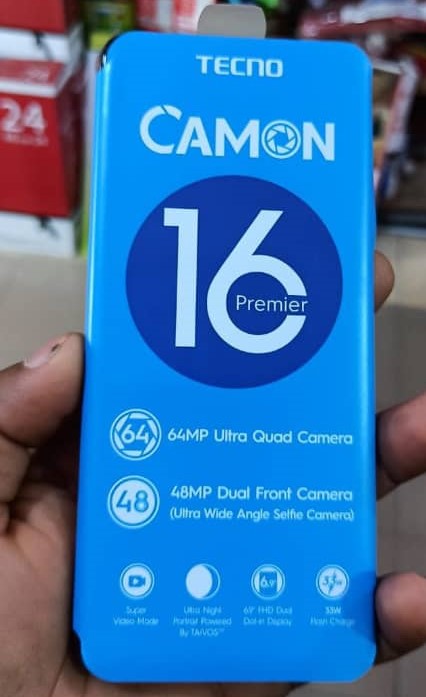 24
TECNO
CAMON
16
Premier
64
64MP Ultra Quad Camera
48
48MP Dual Front Camera
(Ultra Wide Angle Selfie Camera)
6.9"
33W
Super
Video Mode
Ultra Night
Portrait Powered
By TAIVOS™
6.9" FHD Dual
Dot-in Display
33W
Flash Charge